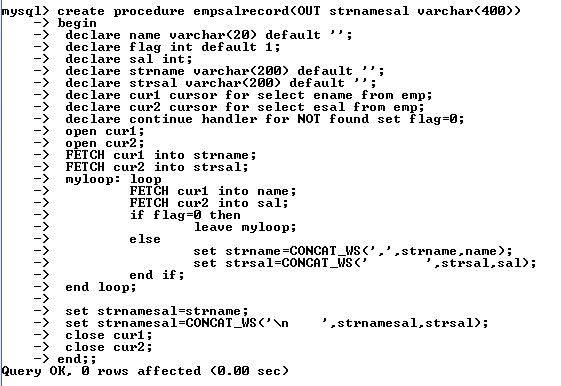 mysql> create procedure empsalrecord(OUT strnamesal varchar(400))
    -> begin
    ->  declare name varchar(20) default '';
    ->  declare flag int default 1;
    ->  declare sal int;
    ->  declare strname varchar(200) default '';
    ->  declare strsal varchar(200) default '';
    ->  declare cur1 cursor for select ename from emp;
    ->  declare cur2 cursor for select esal from emp;
    ->  declare continue handler for NOT found set flag=0;
    ->  open cur1;
    ->  open cur2;
    ->  FETCH cur1 into strname;
    ->  FETCH cur2 into strsal;
    ->  myloop: loop
    ->          FETCH cur1 into name;
    ->          FETCH cur2 into sal;
    ->          if flag=0 then
    ->                  leave myloop;
    ->          else
    ->                  set strname=CONCAT_WS(',',strname,name);
    ->                  set strsal=CONCAT_WS('       ',strsal,sal);
    ->          end if;
    ->  end loop;
    ->
    ->  set strnamesal=strname;
    ->  set strnamesal=CONCAT_WS('\n    ',strnamesal,strsal);
    ->  close cur1;
    ->  close cur2;
    -> end;;
Query OK, 0 rows affected (0.00 sec)